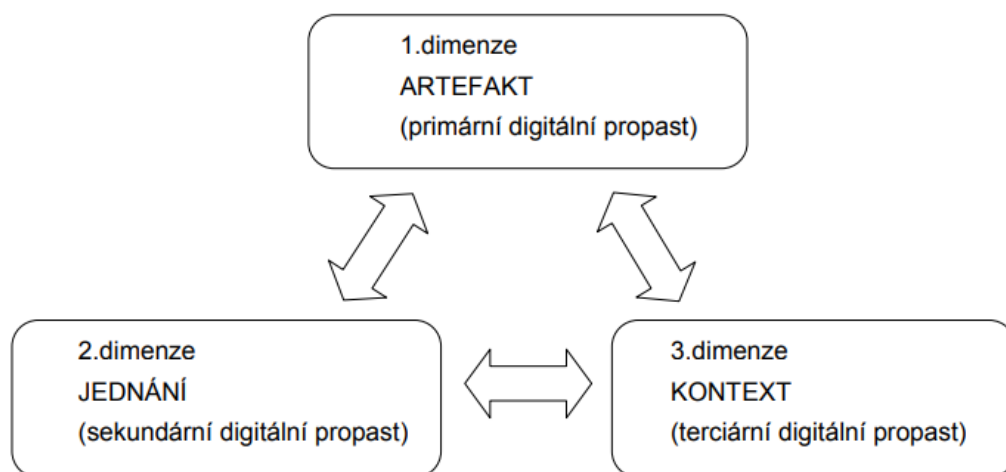 1.dimenze
ARTEFAKT
(primární digitální propast)
2.dimenze
JEDNÁNÍ
(sekundární digitální propast)
3.dimenze
KONTEXT
(terciární digitální propast)